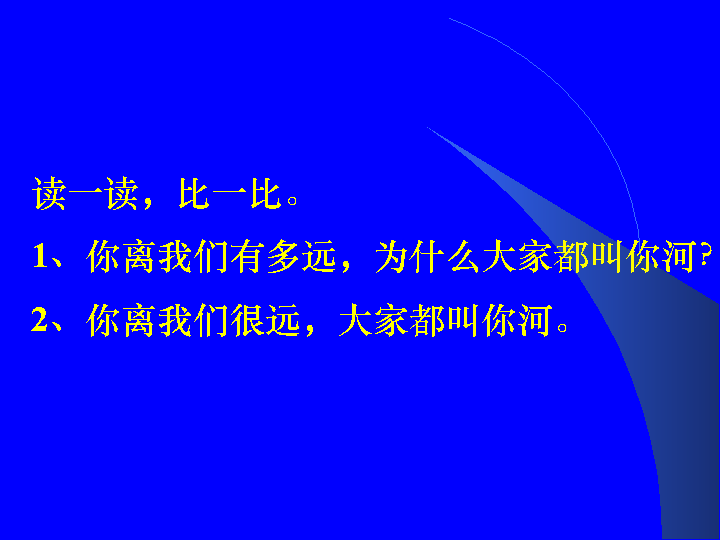 读一读，比一比。
1、你离我们有多远，为什么大家都叫你河？
2、你离我们很远，大家都叫你河。